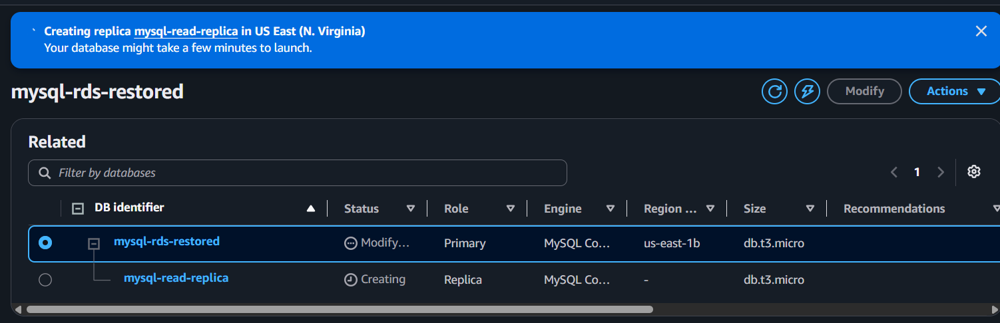 Creating replica mysql-read-replica in US East (N. Virginia)
Your database might take a few minutes to launch.
mysql-rds-restored
Modify
Actions
Related
Filter by databases
1
DB identifier Status Role Engine Region ... Size Recommendations
mysql-rds-restored Modify... Primary MySQL Co... us-east-1b db.t3.micro
mysql-read-replica Creating Replica MySQL Co... - db.t3.micro